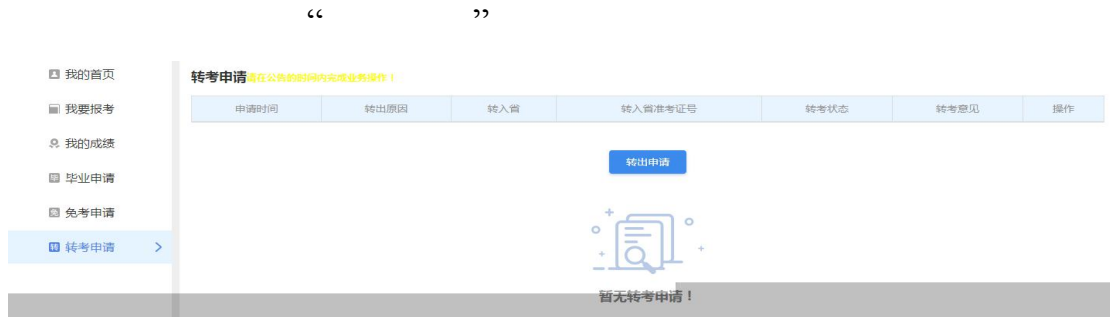 “ ”
我的首页
转考申请请在公告的时间内完成业务操作！
我要报考
申请时间 转出原因 转入省 转入省准考证号 转考状态 转考意见 操作
我的成绩
转出申请
毕业申请
免考申请
转考申请
暂无转考申请！